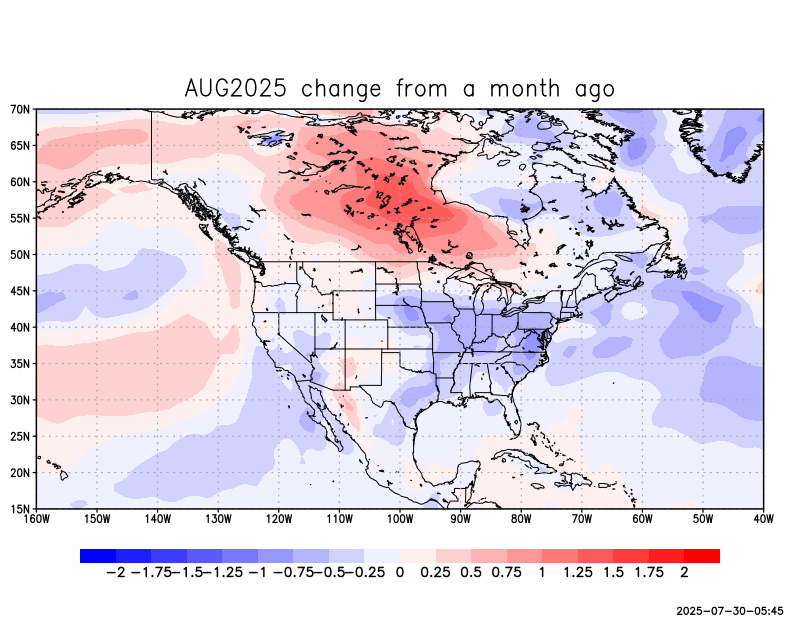 AUG2025 change from a month ago
70N
65N
60N
55N
50N
45N
40N
35N
30N
25N
20N
15N
160W 150W 140W 130W 120W 110W 100W 90W 80W 70W 60W 50W 40W
-2 -1.75 -1.5 -1.25 -1 -0.75 -0.5 -0.25 0 0.25 0.5 0.75 1 1.25 1.5 1.75 2
2025-07-30-05:45